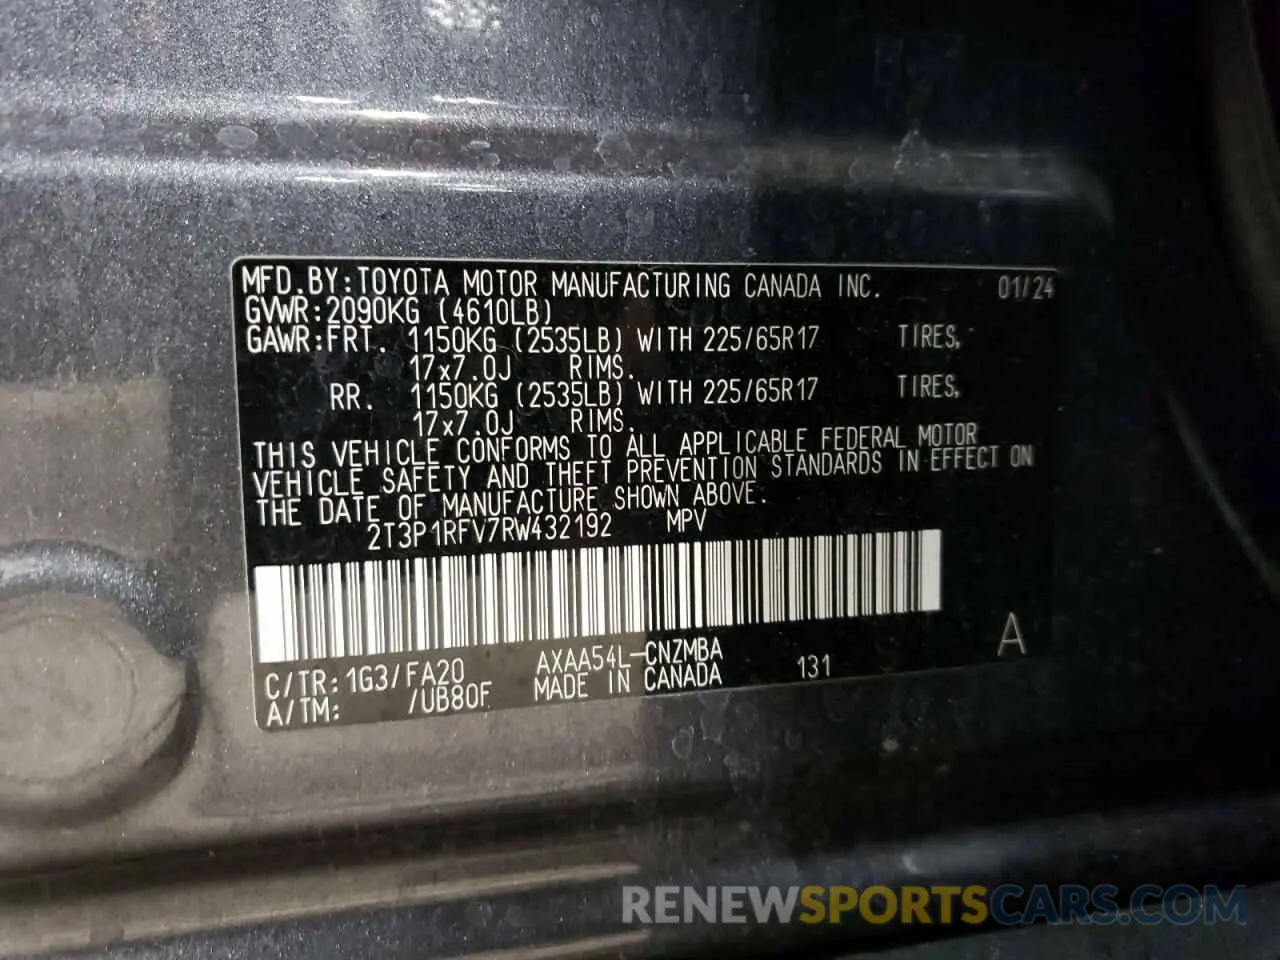 MFD.BY:TOYOTA MOTOR MANUFACTURING CANADA INC. 01/24
GVWR:2090KG (4610LB)
GAWR:FRT. 1150KG (2535LB) WITH 225/65R17 TIRES,
17x7.0J RIMS.
RR. 1150KG (2535LB) WITH 225/65R17 TIRES,
17x7.0J RIMS.
THIS VEHICLE CONFORMS TO ALL APPLICABLE FEDERAL MOTOR
VEHICLE SAFETY AND THEFT PREVENTION STANDARDS IN EFFECT ON
THE DATE OF MANUFACTURE SHOWN ABOVE.
2T3P1RFV7RW432192 MPV
A
C/TR:1G3/FA20 AXAA54L-CNZMBA
A/TM: /UB80F MADE IN CANADA 131
RENEWSPORTSCARS.COM